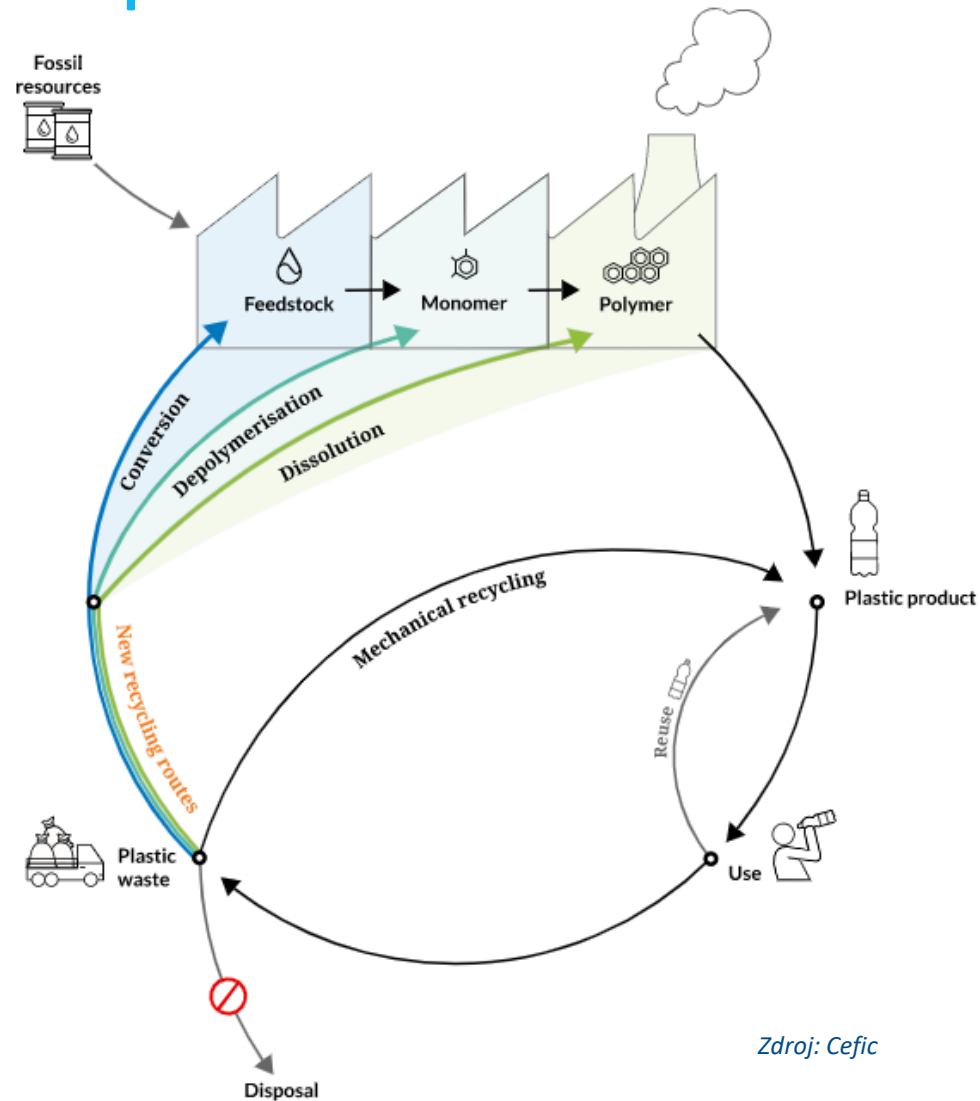 Fossil
resources
Feedstock
Monomer
Polymer
Conversion
Depolymerisation
Dissolution
New recycling routes
Mechanical recycling
Reuse
Plastic product
Plastic
waste
Use
Disposal
Zdroj: Cefic